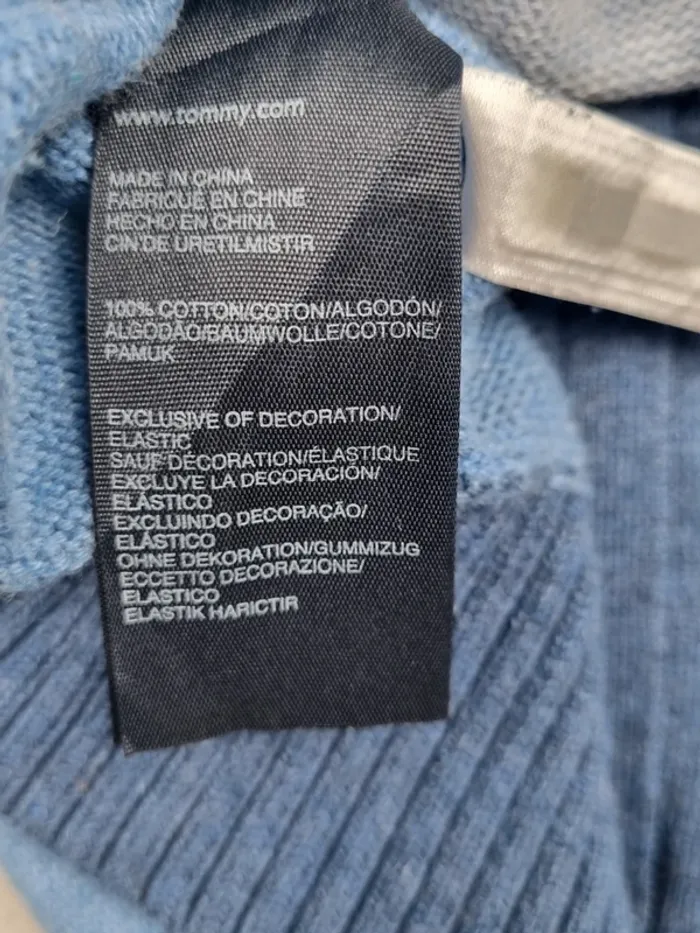 www.tommy.com
MADE IN CHINA
FABRIQUÉ EN CHINE
HECHO EN CHINA
CIN DE URETILMISTIR
100% COTTON/COTON/ALGODÓN/
ALGODÃO/BAUMWOLLE/COTONE/
PAMUK
EXCLUSIVE OF DECORATION/
ELASTIC
SAUF DÉCORATION/ÉLASTIQUE
EXCLUYE LA DECORACIÓN/
ELÁSTICO
EXCLUINDO DECORAÇÃO/
ELÁSTICO
OHNE DEKORATION/GUMMIZUG
ECCETTO DECORAZIONE/
ELASTICO
ELASTIK HARICTIR